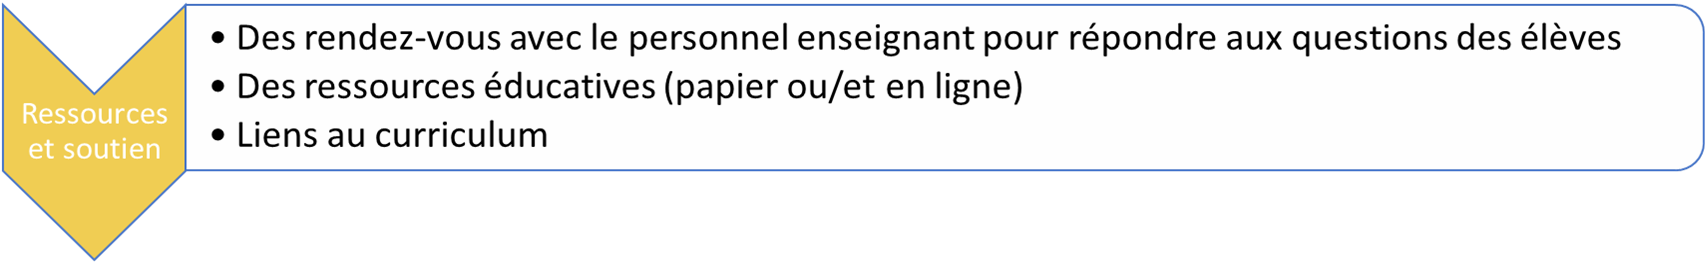 Ressources
et soutien
• Des rendez-vous avec le personnel enseignant pour répondre aux questions des élèves
• Des ressources éducatives (papier ou/et en ligne)
• Liens au curriculum